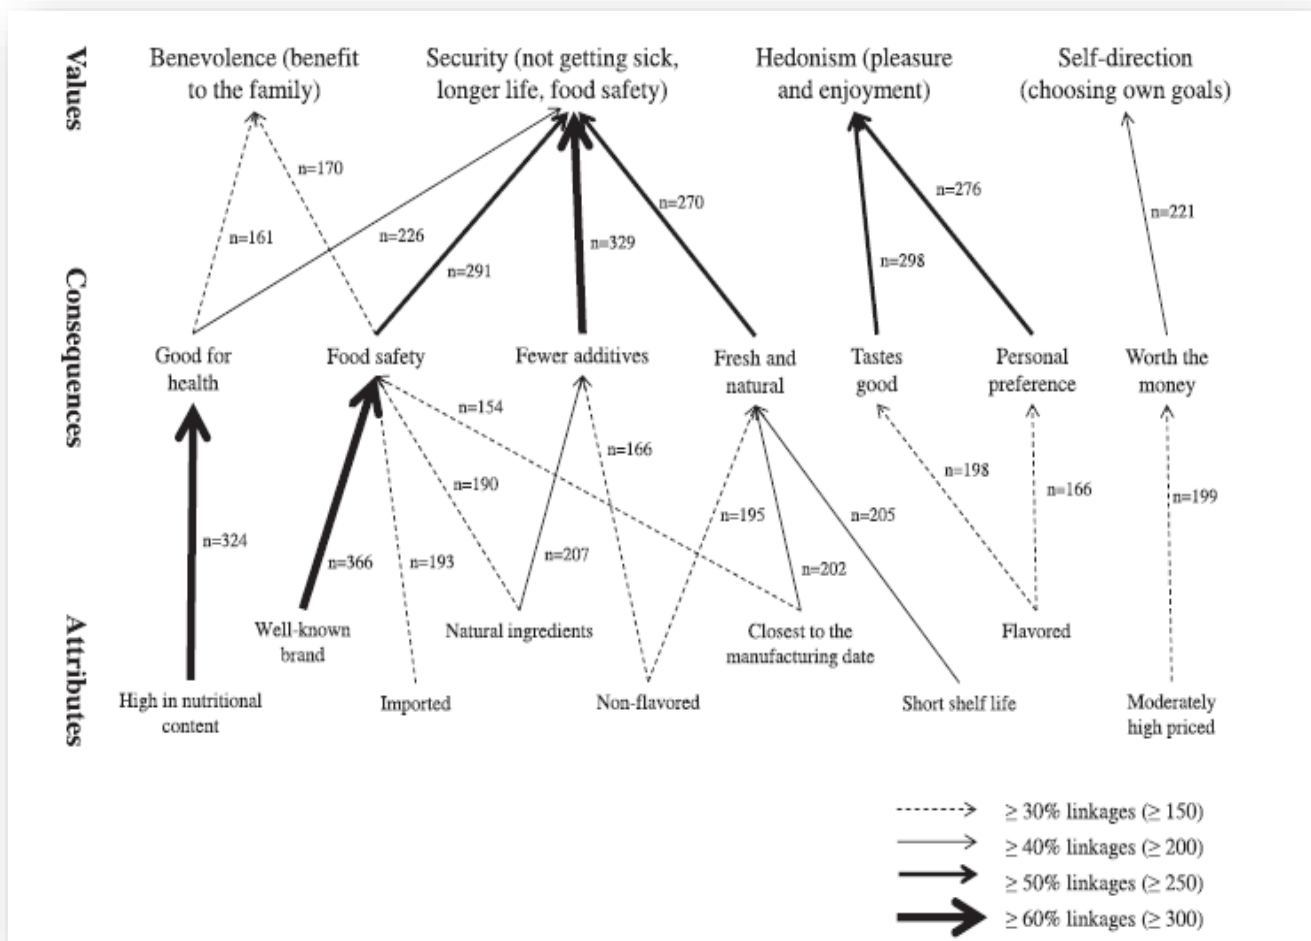 Values
Benevolence (benefit
to the family)
Security (not getting sick,
longer life, food safety)
Hedonism (pleasure
and enjoyment)
Self-direction
(choosing own goals)
n=170
n=161
n=226
n=291
n=329
n=270
n=298
n=276
n=221
Consequences
Good for
health
Food safety
Fewer additives
Fresh and
natural
Tastes
good
Personal
preference
Worth the
money
n=154
n=190
n=166
n=324
n=366
n=193
n=207
n=195
n=202
n=205
n=198
n=166
n=199
Attributes
Well-known
brand
Natural ingredients
Closest to the
manufacturing date
Flavored
High in nutritional
content
Imported
Non-flavored
Short shelf life
Moderately
high priced
≥ 30% linkages (≥ 150)
≥ 40% linkages (≥ 200)
≥ 50% linkages (≥ 250)
≥ 60% linkages (≥ 300)